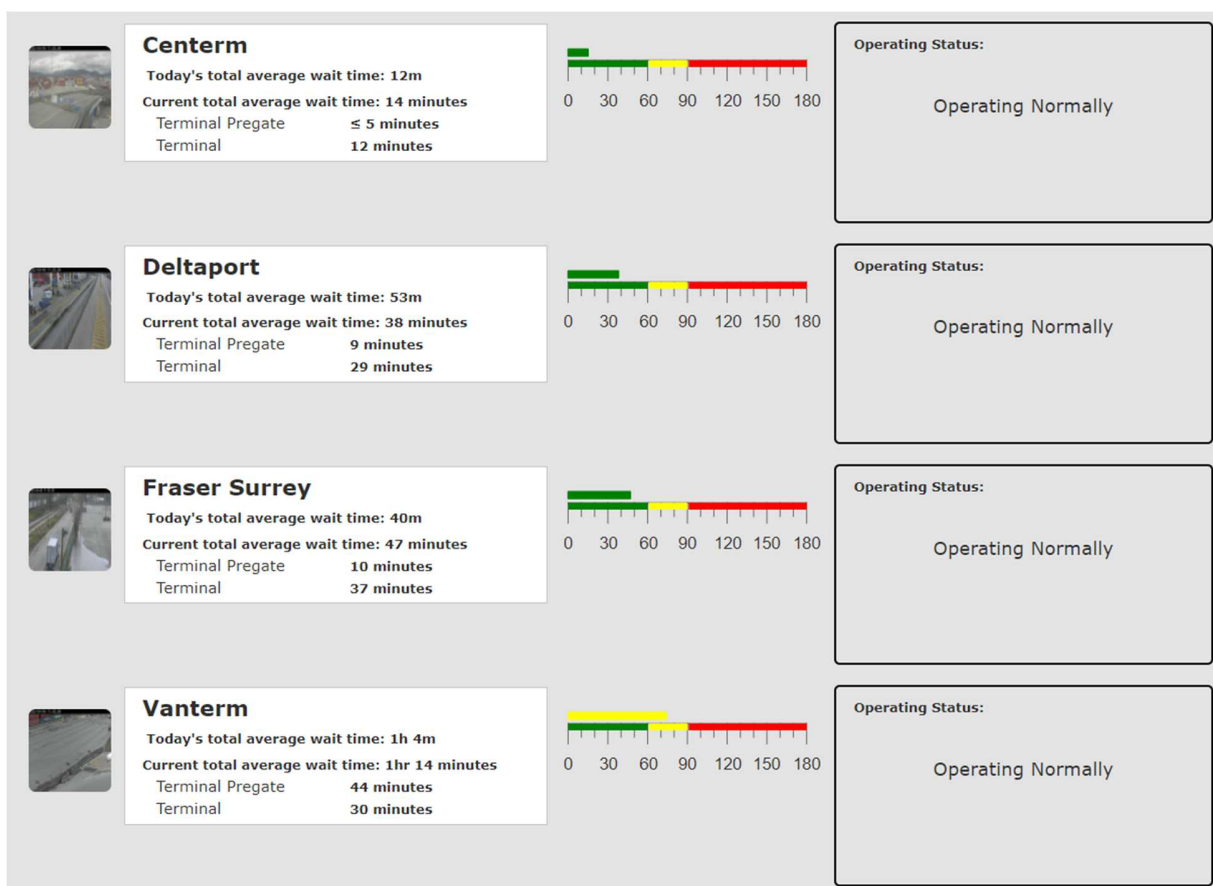 Centerm
Today's total average wait time: 12m
Current total average wait time: 14 minutes
Terminal Pregate ≤ 5 minutes
Terminal 12 minutes
0 30 60 90 120 150 180
Operating Status:
Operating Normally
Deltaport
Today's total average wait time: 53m
Current total average wait time: 38 minutes
Terminal Pregate 9 minutes
Terminal 29 minutes
0 30 60 90 120 150 180
Operating Status:
Operating Normally
Fraser Surrey
Today's total average wait time: 40m
Current total average wait time: 47 minutes
Terminal Pregate 10 minutes
Terminal 37 minutes
0 30 60 90 120 150 180
Operating Status:
Operating Normally
Vanterm
Today's total average wait time: 1h 4m
Current total average wait time: 1hr 14 minutes
Terminal Pregate 44 minutes
Terminal 30 minutes
0 30 60 90 120 150 180
Operating Status:
Operating Normally